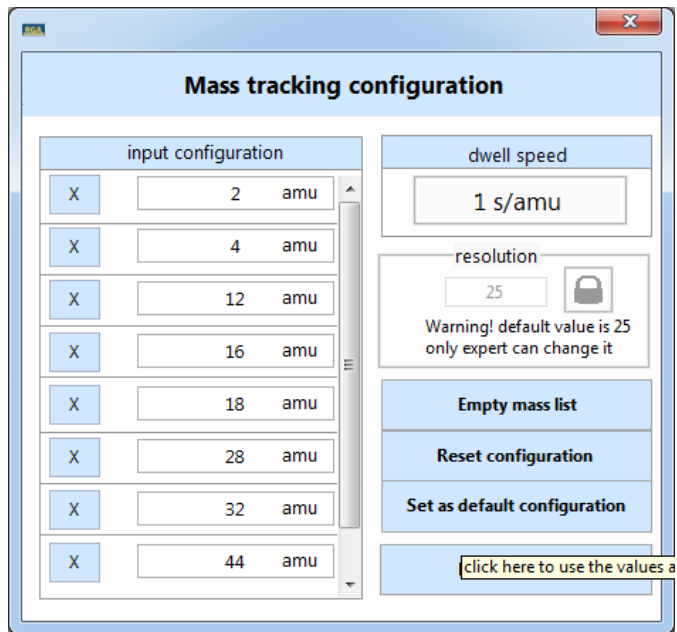 RGA
Mass tracking configuration
input configuration
X 2 amu
X 4 amu
X 12 amu
X 16 amu
X 18 amu
X 28 amu
X 32 amu
X 44 amu
dwell speed
1 s/amu
resolution
25
Warning! default value is 25
only expert can change it
Empty mass list
Reset configuration
Set as default configuration
click here to use the values a